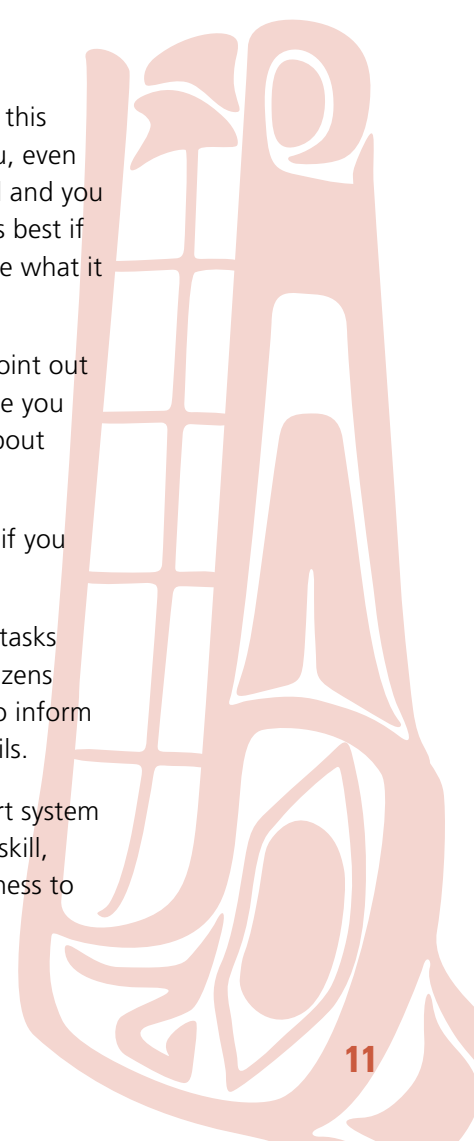 this
, even
and you
s best if
e what it
oint out
e you
bout
if you
tasks
zens
o inform
ils.
rt system
skill,
ness to
11